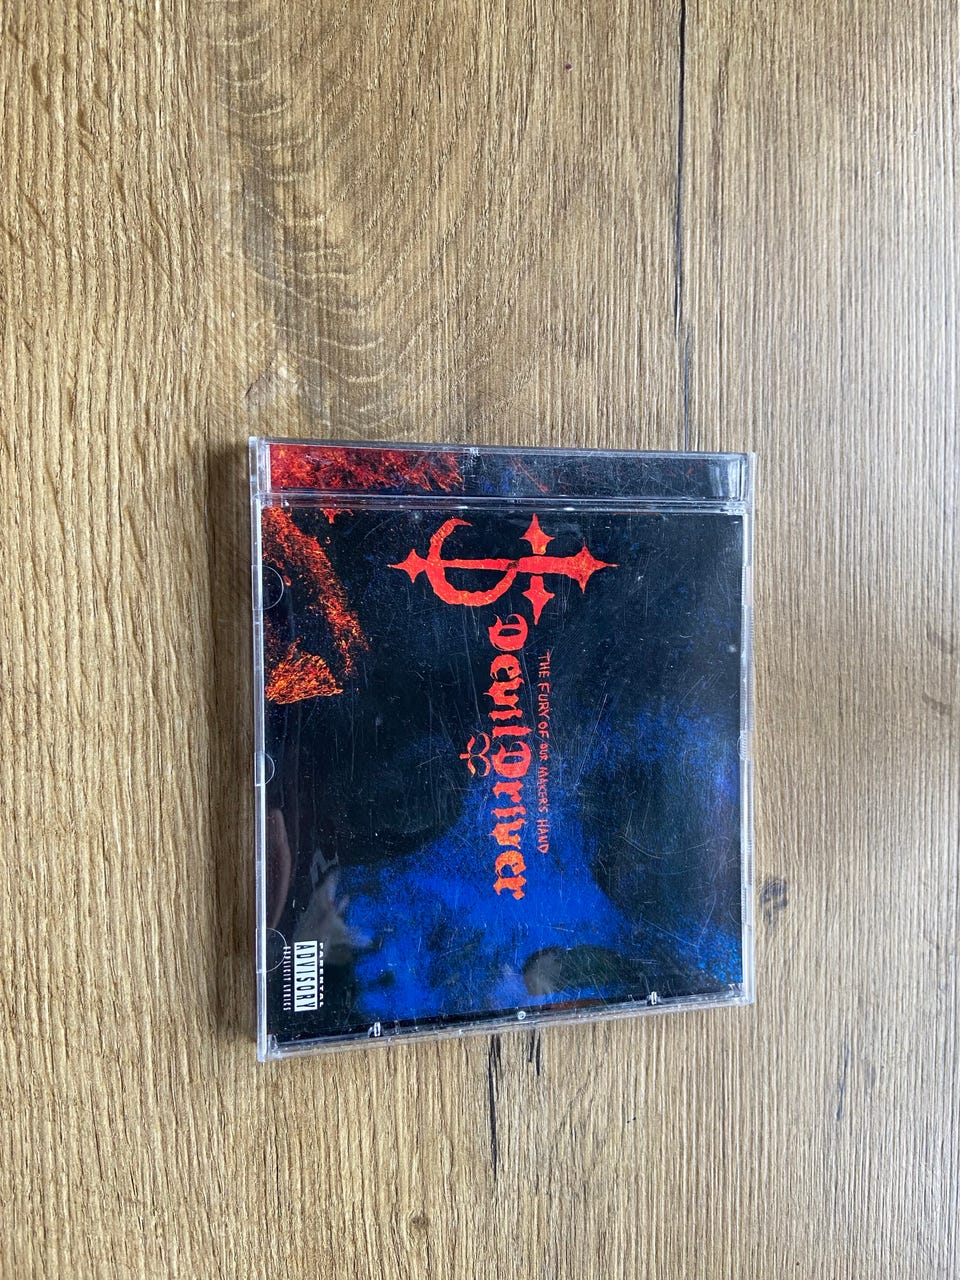 THE FURY OF OUR MAKER'S HAND
DevilDriver
PARENTAL
ADVISORY
EXPLICIT LYRICS